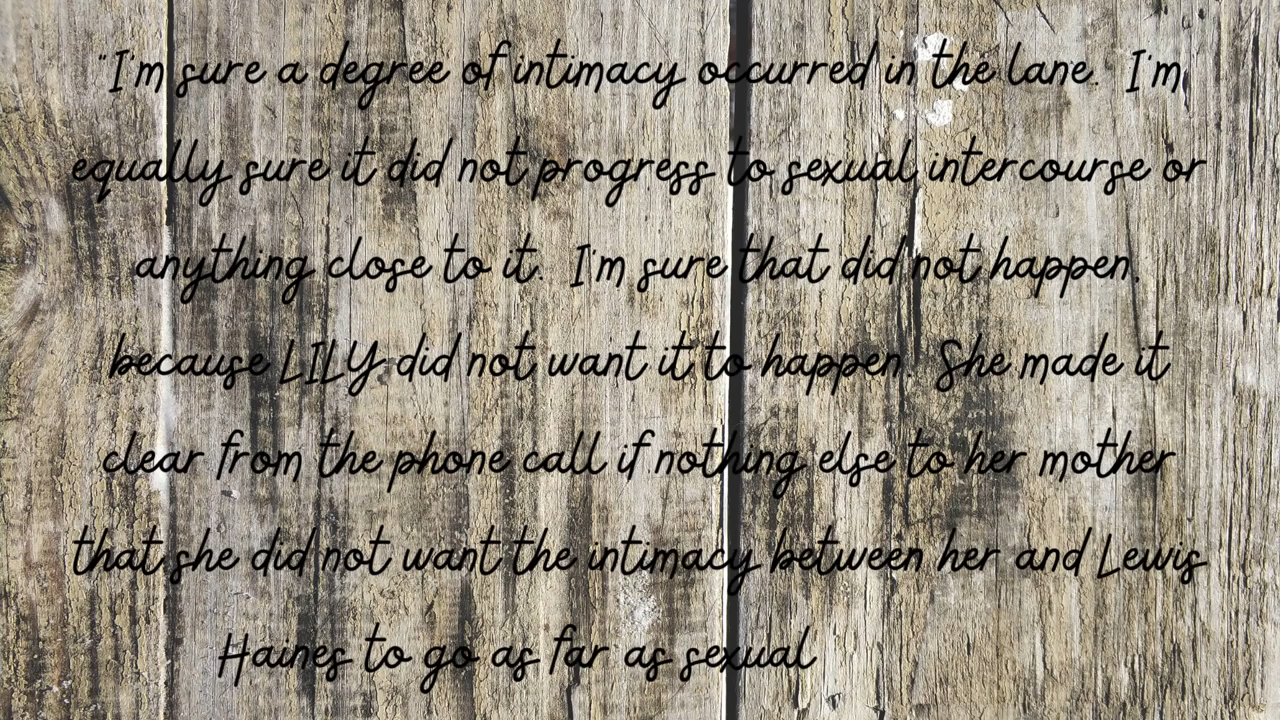 "I'm sure a degree of intimacy occurred in the lane. I'm
equally sure it did not progress to sexual intercourse or
anything close to it. I'm sure that did not happen,
because LILY did not want it to happen. She made it
clear from the phone call if nothing else to her mother
that she did not want the intimacy between her and Lewis
Haines to go as far as sexual